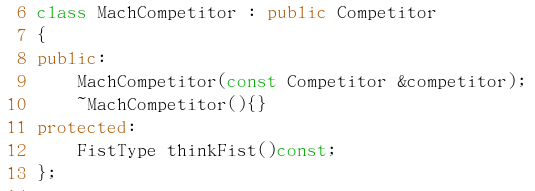 6 class MachCompetitor : public Competitor
7 {
8 public:
9     MachCompetitor(const Competitor &competitor);
10     ~MachCompetitor(){}
11 protected:
12     FistType thinkFist()const;
13 };